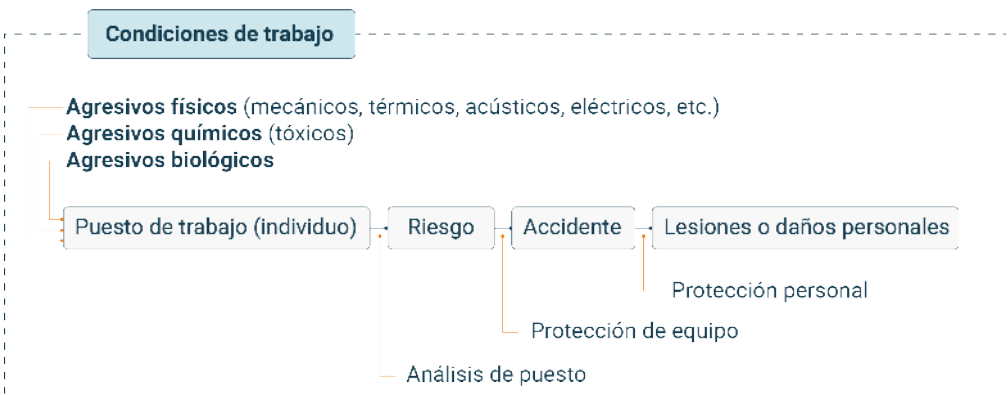 Condiciones de trabajo
Agresivos físicos (mecánicos, térmicos, acústicos, eléctricos, etc.)
Agresivos químicos (tóxicos)
Agresivos biológicos
Puesto de trabajo (individuo)
Riesgo
Accidente
Lesiones o daños personales
Protección personal
Protección de equipo
Análisis de puesto